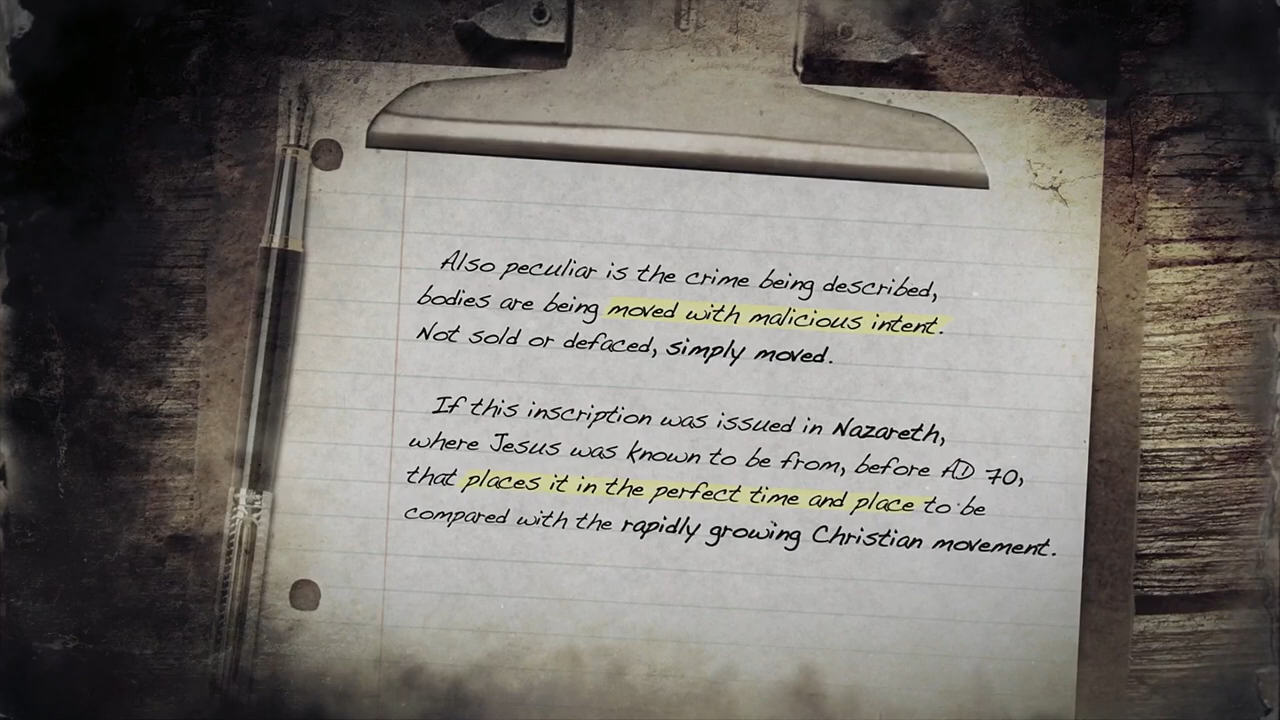 Also peculiar is the crime being described,
bodies are being moved with malicious intent.
Not sold or defaced, simply moved.
If this inscription was issued in Nazareth,
where Jesus was known to be from, before AD 70,
that places it in the perfect time and place to be
compared with the rapidly growing Christian movement.